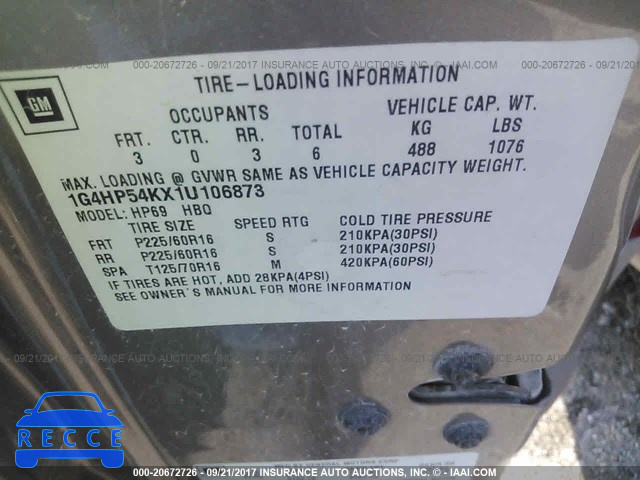 000-20672726 - 09/21/2017 INSURANCE AUTO AUCTIONS, INC. - IAAI.COM
GM
TIRE-LOADING INFORMATION
OCCUPANTS VEHICLE CAP. WT.
FRT. CTR. RR. TOTAL KG LBS
3 0 3 6 488 1076
MAX. LOADING @ GVWR SAME AS VEHICLE CAPACITY WEIGHT.
1G4HP54KX1U106873
MODEL: HP69 HBQ
TIRE SIZE SPEED RTG COLD TIRE PRESSURE
FRT P225/60R16 S 210KPA(30PSI)
RR P225/60R16 S 210KPA(30PSI)
SPA T125/70R16 M 420KPA(60PSI)
IF TIRES ARE HOT, ADD 28KPA(4PSI)
SEE OWNER'S MANUAL FOR MORE INFORMATION
RECCE
000-20672726 - 09/21/2017 INSURANCE AUTO AUCTIONS, INC. - IAAI.COM